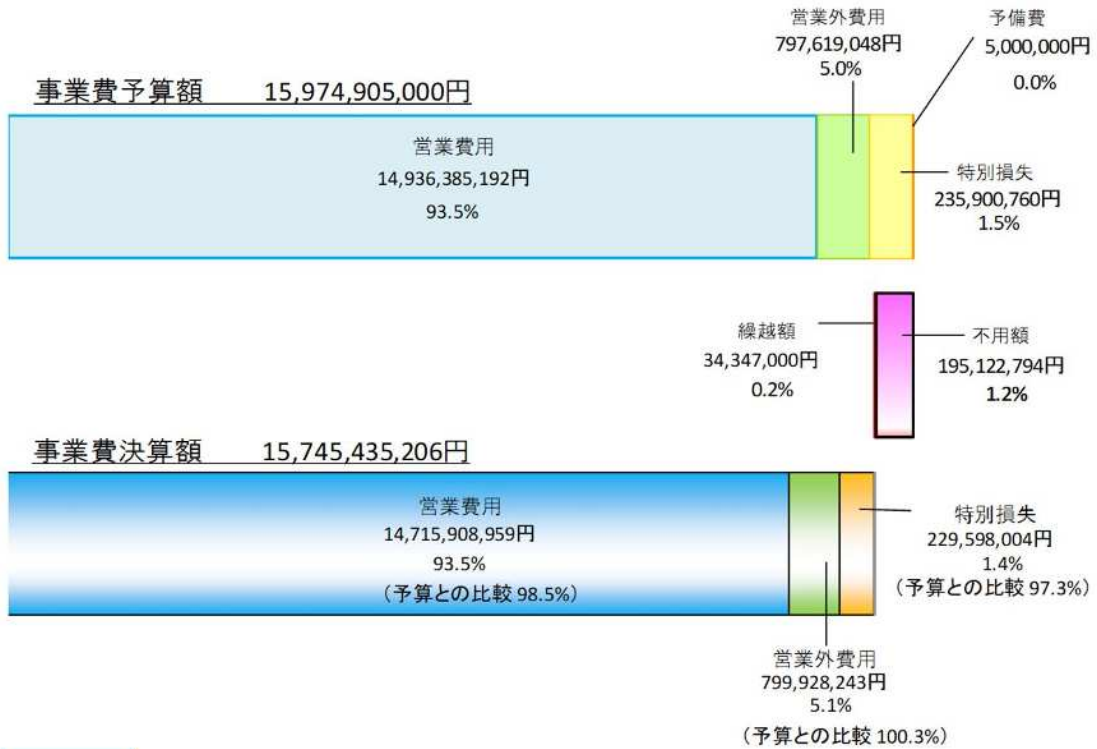 営業外費用
797,619,048円
5.0%
予備費
5,000,000円
0.0%
事業費予算額 15,974,905,000円
営業費用
14,936,385,192円
93.5%
特別損失
235,900,760円
1.5%
繰越額
34,347,000円
0.2%
不用額
195,122,794円
1.2%
事業費決算額 15,745,435,206円
営業費用
14,715,908,959円
93.5%
（予算との比較 98.5%）
特別損失
229,598,004円
1.4%
（予算との比較 97.3%）
営業外費用
799,928,243円
5.1%
（予算との比較 100.3%）